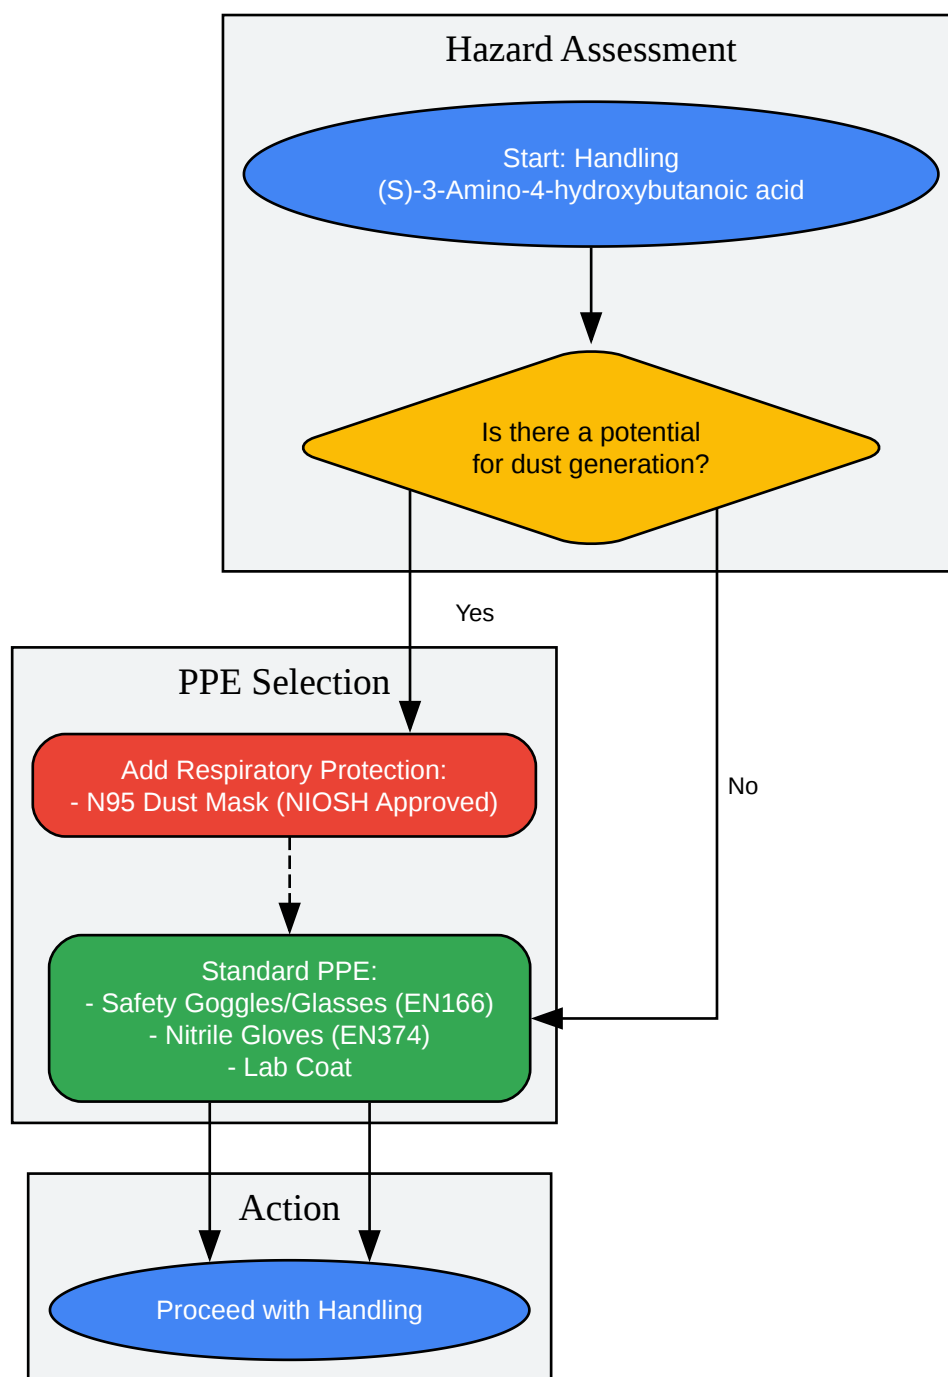 Hazard Assessment
Start: Handling
(S)-3-Amino-4-hydroxybutanoic acid
Is there a potential
for dust generation?
Yes
PPE Selection
Add Respiratory Protection:
- N95 Dust Mask (NIOSH Approved)
No
Standard PPE:
- Safety Goggles/Glasses (EN166)
- Nitrile Gloves (EN374)
- Lab Coat
Action
Proceed with Handling